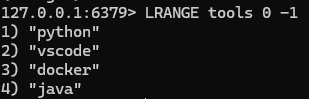 127.0.0.1:6379> LRANGE tools 0 -1
1) "python"
2) "vscode"
3) "docker"
4) "java"